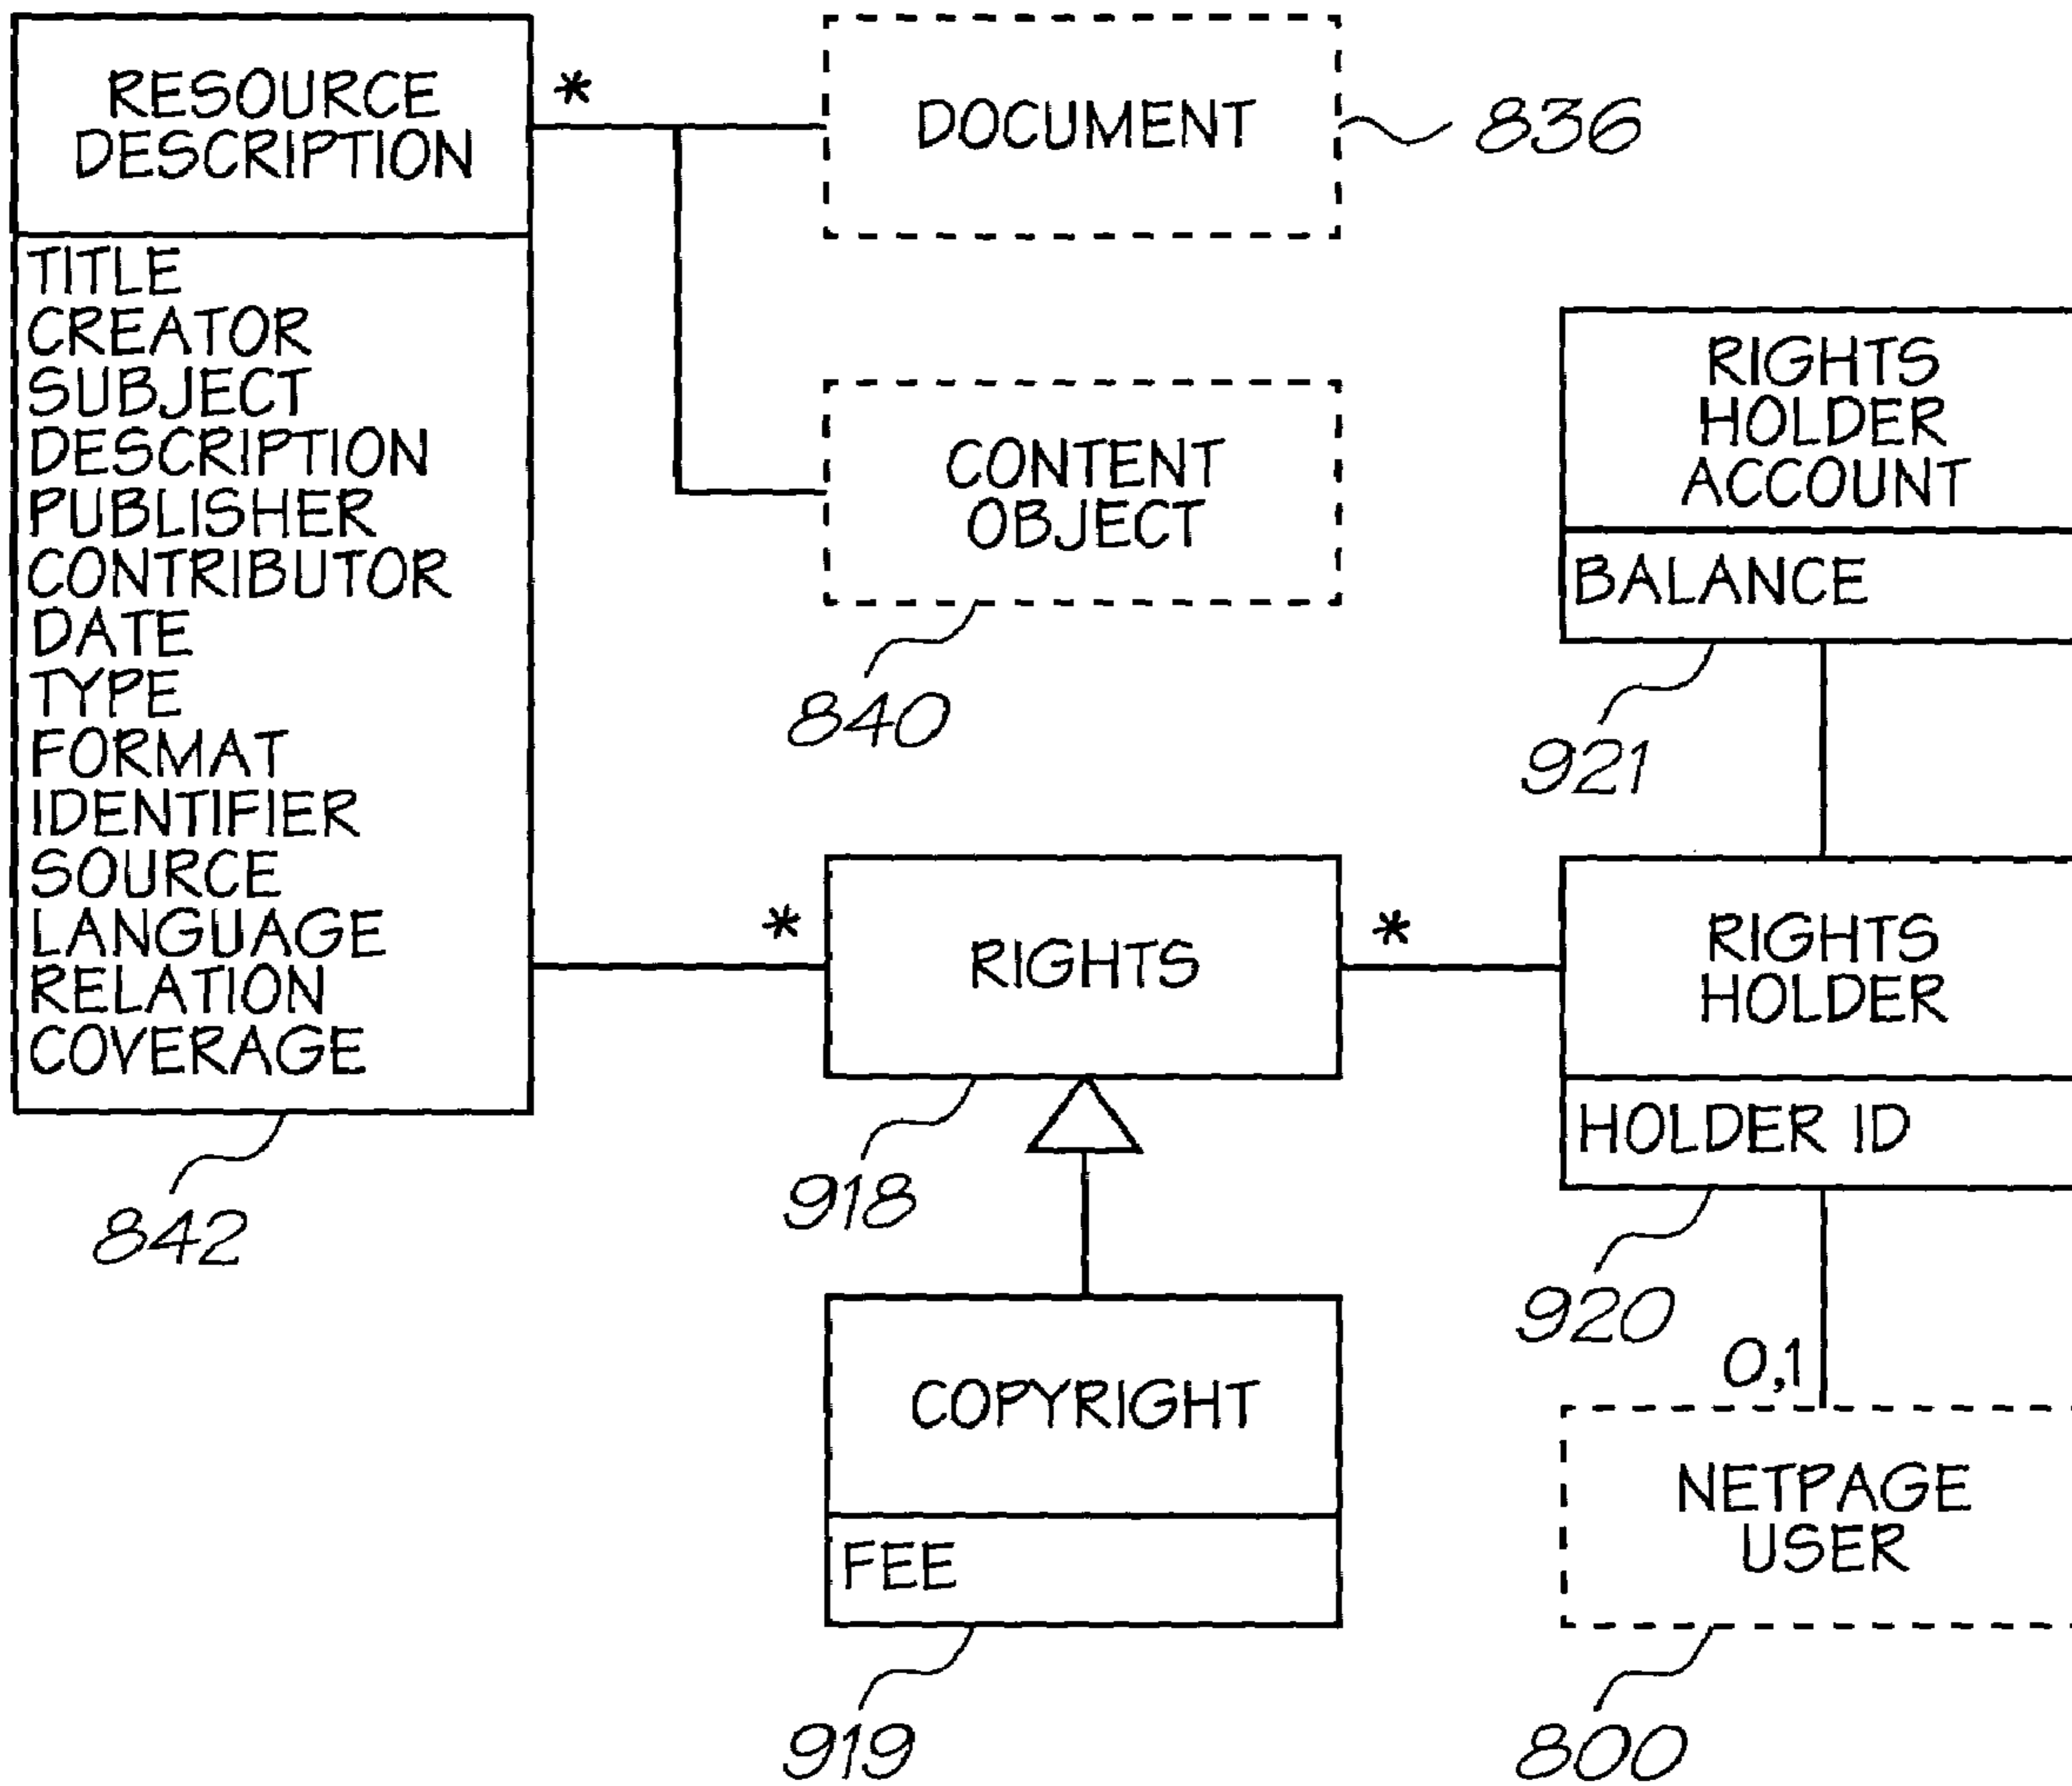 RESOURCE
DESCRIPTION
TITLE
CREATOR
SUBJECT
DESCRIPTION
PUBLISHER
CONTRIBUTOR
DATE
TYPE
FORMAT
IDENTIFIER
SOURCE
LANGUAGE
RELATION
COVERAGE
842
*
DOCUMENT
836
CONTENT
OBJECT
840
*
RIGHTS
*
918
COPYRIGHT
FEE
919
RIGHTS
HOLDER
ACCOUNT
BALANCE
921
RIGHTS
HOLDER
HOLDER ID
920
0,1
NETPAGE
USER
800